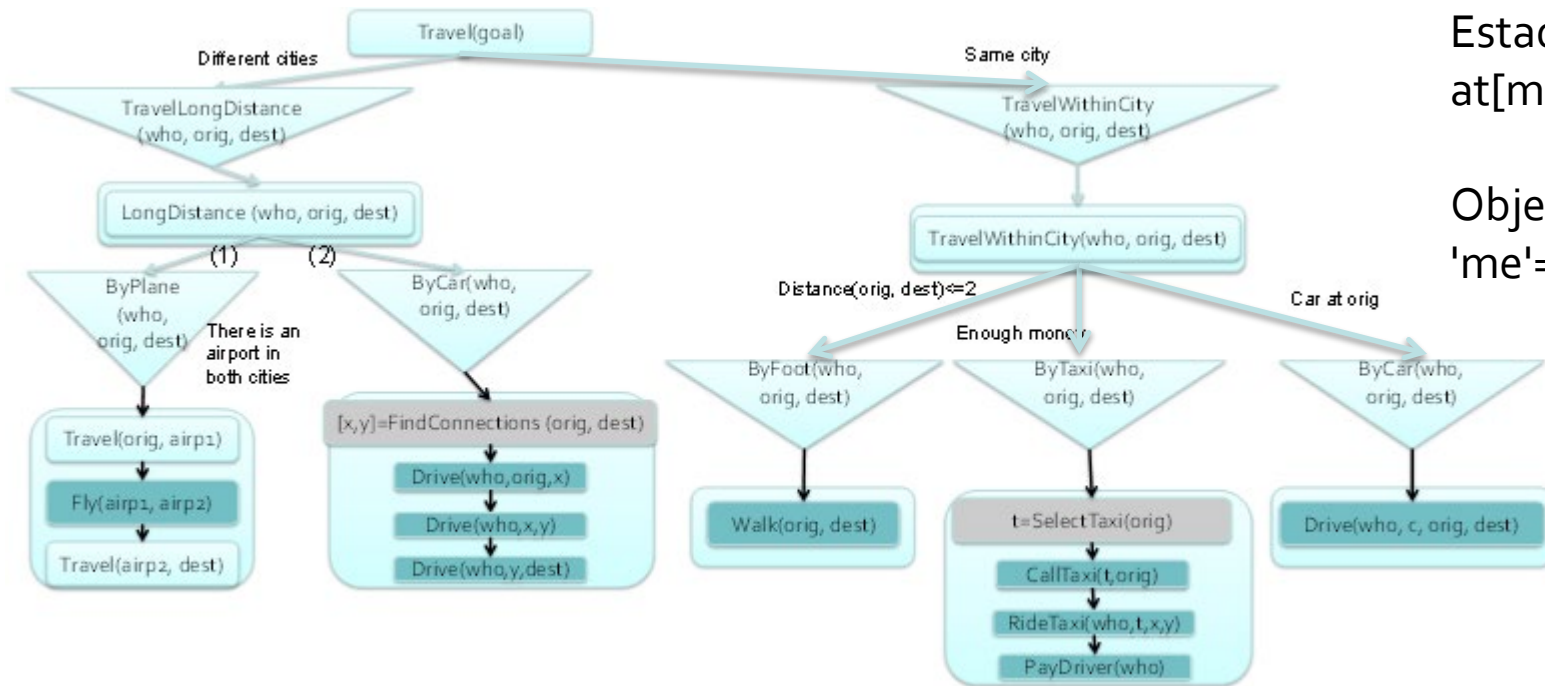 Travel(goal)
Different cities
Same city
TravelLongDistance
(who, orig, dest)
TravelWithinCity
(who, orig, dest)
LongDistance (who, orig, dest)
TravelWithinCity(who, orig, dest)
(1)
(2)
ByPlane
(who,
orig, dest)
There is an
airport in
both cities
ByCar(who,
orig, dest)
Distance(orig, dest)<=2
Enough money
Car at orig
ByFoot(who,
orig, dest)
ByTaxi(who,
orig, dest)
ByCar(who,
orig, dest)
Travel(orig, airp1)
Fly(airp1, airp2)
Travel(airp2, dest)
[x,y]=FindConnections (orig, dest)
Drive(who,orig,x)
Drive(who,x,y)
Drive(who,y,dest)
Walk(orig, dest)
t=SelectTaxi(orig)
CallTaxi(t,orig)
RideTaxi(who,t,x,y)
PayDriver(who)
Drive(who, c, orig, dest)
at[m
Obje
'me'=